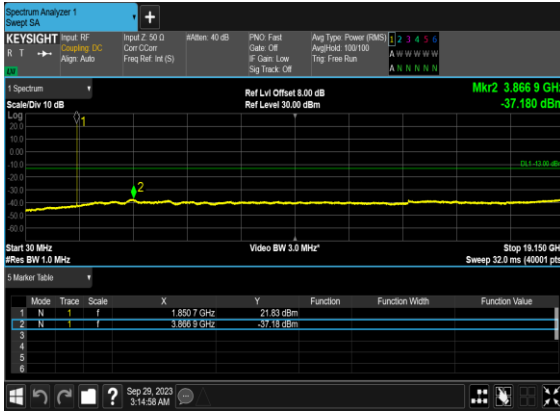 Spectrum Analyzer 1
Swept SA
+
KEYSIGHT Input: RF Input Z: 50 Ω #Atten: 40 dB PNO: Fast Avg Type: Power (RMS) 1 2 3 4 5 6
R T Coupling: DC Corr CCorr Gate: Off Avg|Hold: 100/100 A W W W W W
Align: Auto Freq Ref: Int (S) IF Gain: Low Trig: Free Run
Sig Track: Off A N N N N N
1 Spectrum Ref Lvl Offset 8.00 dB Mkr2 3.866 9 GHz
Scale/Div 10 dB Ref Level 30.00 dBm -37.180 dBm
Log
20.0
10.0
0.00
-10.0
-20.0
-30.0
-40.0
-50.0
-60.0
1
2
DL1 -13.00 dBm
Start 30 MHz Video BW 3.0 MHz* Stop 19.150 GH
#Res BW 1.0 MHz Sweep 32.0 ms (40001 pts
5 Marker Table
Mode Trace Scale X Y Function Function Width Function Value
1 N 1 f 1.850 7 GHz 21.83 dBm
2 N 1 f 3.866 9 GHz -37.18 dBm
3
4
5
6
? Sep 29, 2023
3:14:58 AM